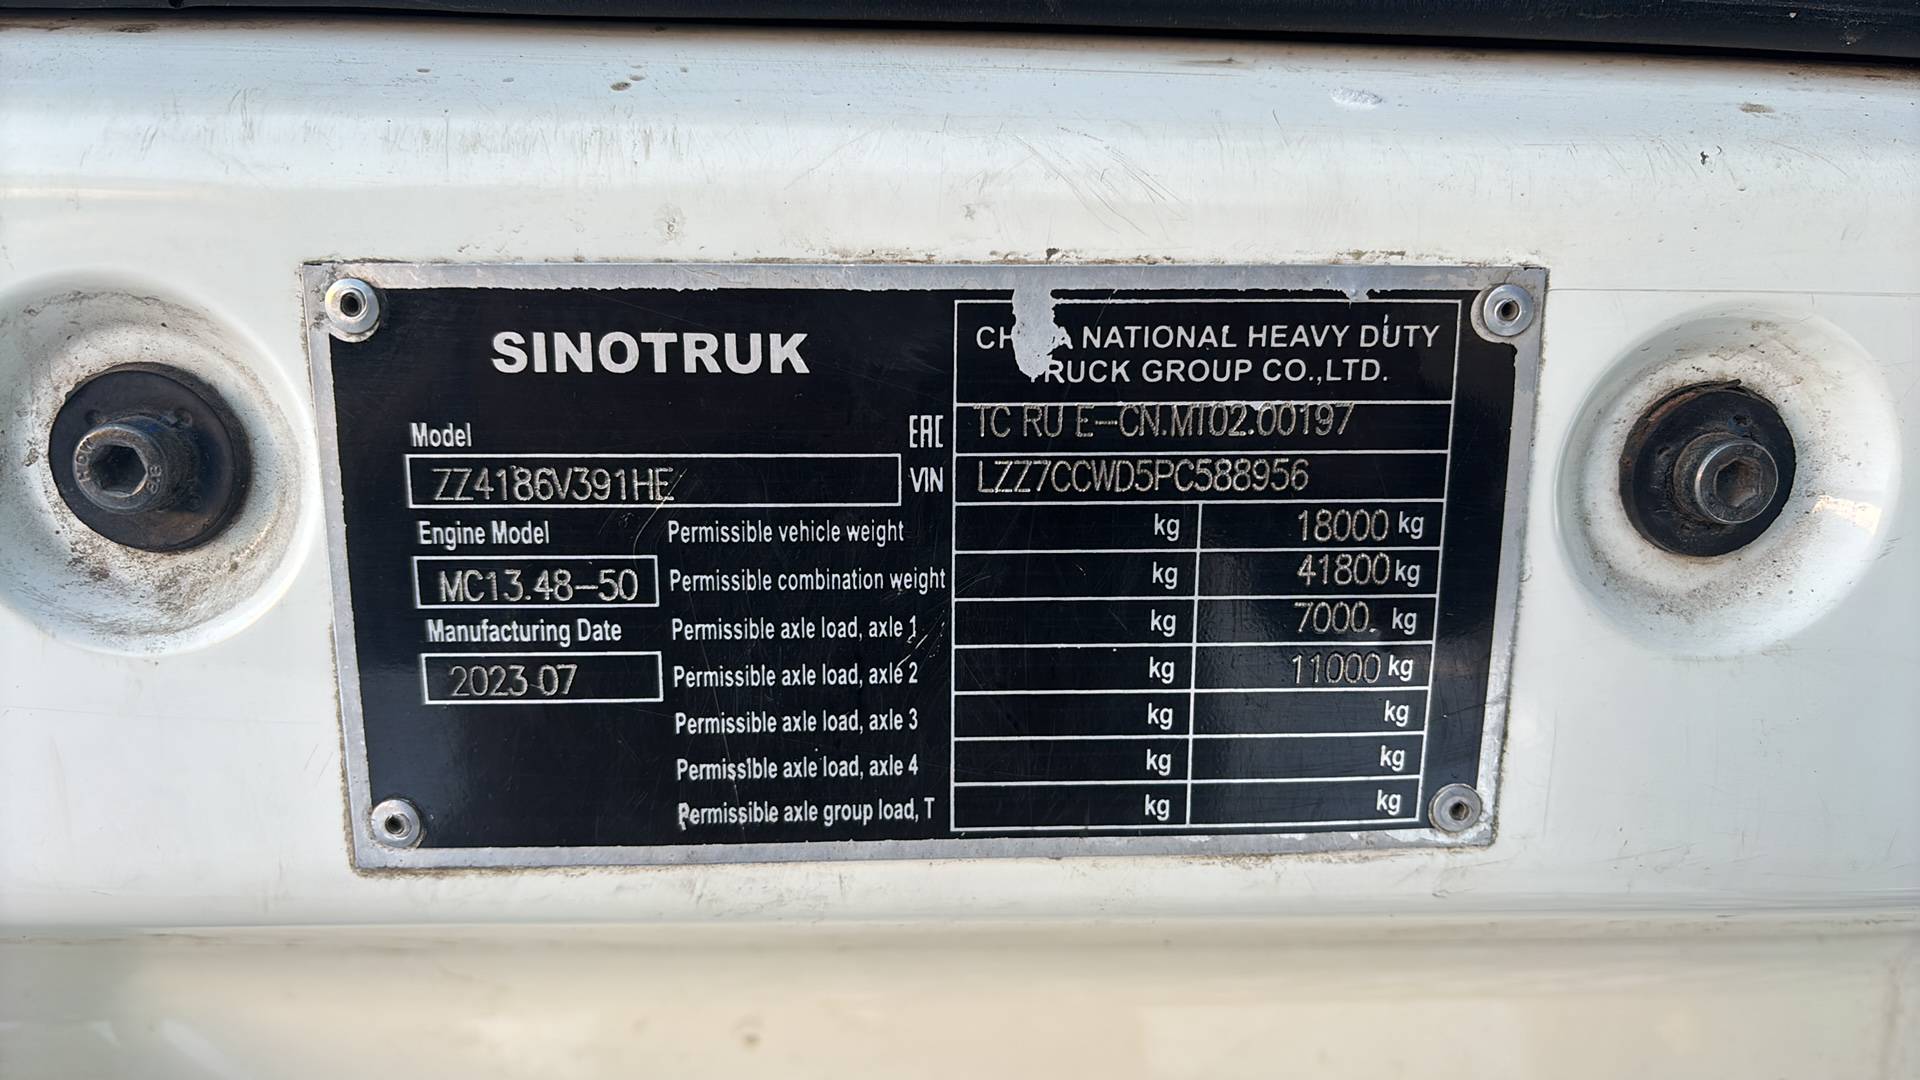 SINOTRUK
CHINA NATIONAL HEAVY DUTY
TRUCK GROUP CO.,LTD.
EAC TC RU E-CN.MT02.00197
Model
ZZ4186V391HE
VIN LZZ7CCWD5PC588956
Engine Model
MC13.48-50
Manufacturing Date
2023 07
Permissible vehicle weight kg 18000 kg
Permissible combination weight kg 41800 kg
Permissible axle load, axle 1 kg 7000. kg
Permissible axle load, axle 2 kg 11000 kg
Permissible axle load, axle 3 kg kg
Permissible axle load, axle 4 kg kg
Permissible axle group load, T kg kg